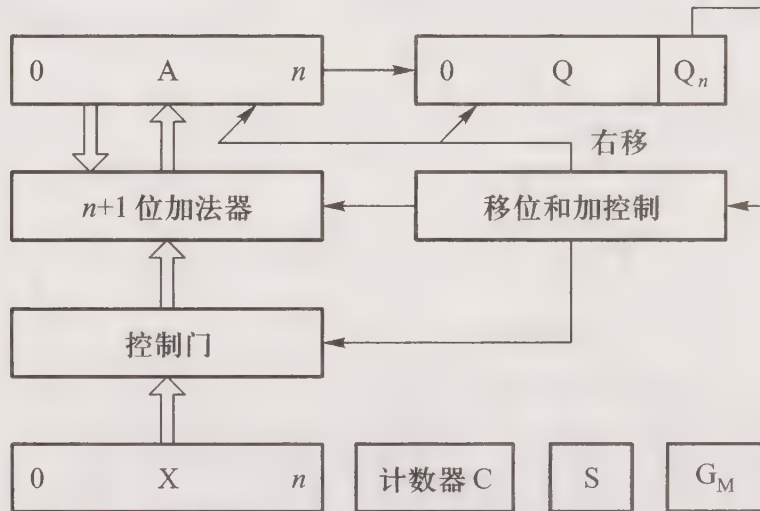 0 A n
0 Q Qₙ
右移
n+1 位加法器
移位和加控制
控制门
0 X n
计数器 C
S
G_M